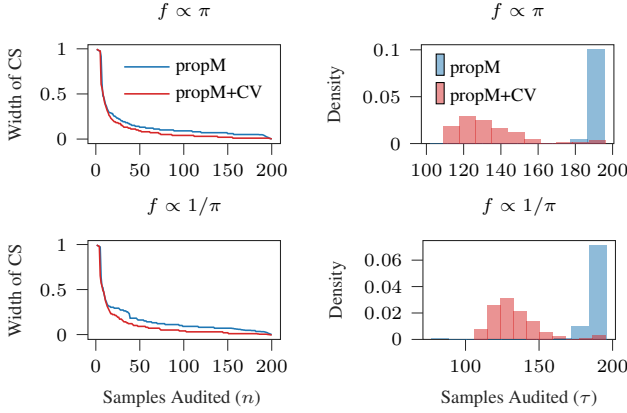 f ∝ π
f ∝ π
Width of CS
1
0.5
0
propM
propM+CV
0 50 100 150 200
Density
0.1
0.05
0
propM
propM+CV
100 120 140 160 180 200
f ∝ 1/π
f ∝ 1/π
Width of CS
1
0.5
0
0 50 100 150 200
Samples Audited (n)
Density
0.06
0.04
0.02
0
100 150 200
Samples Audited (τ)